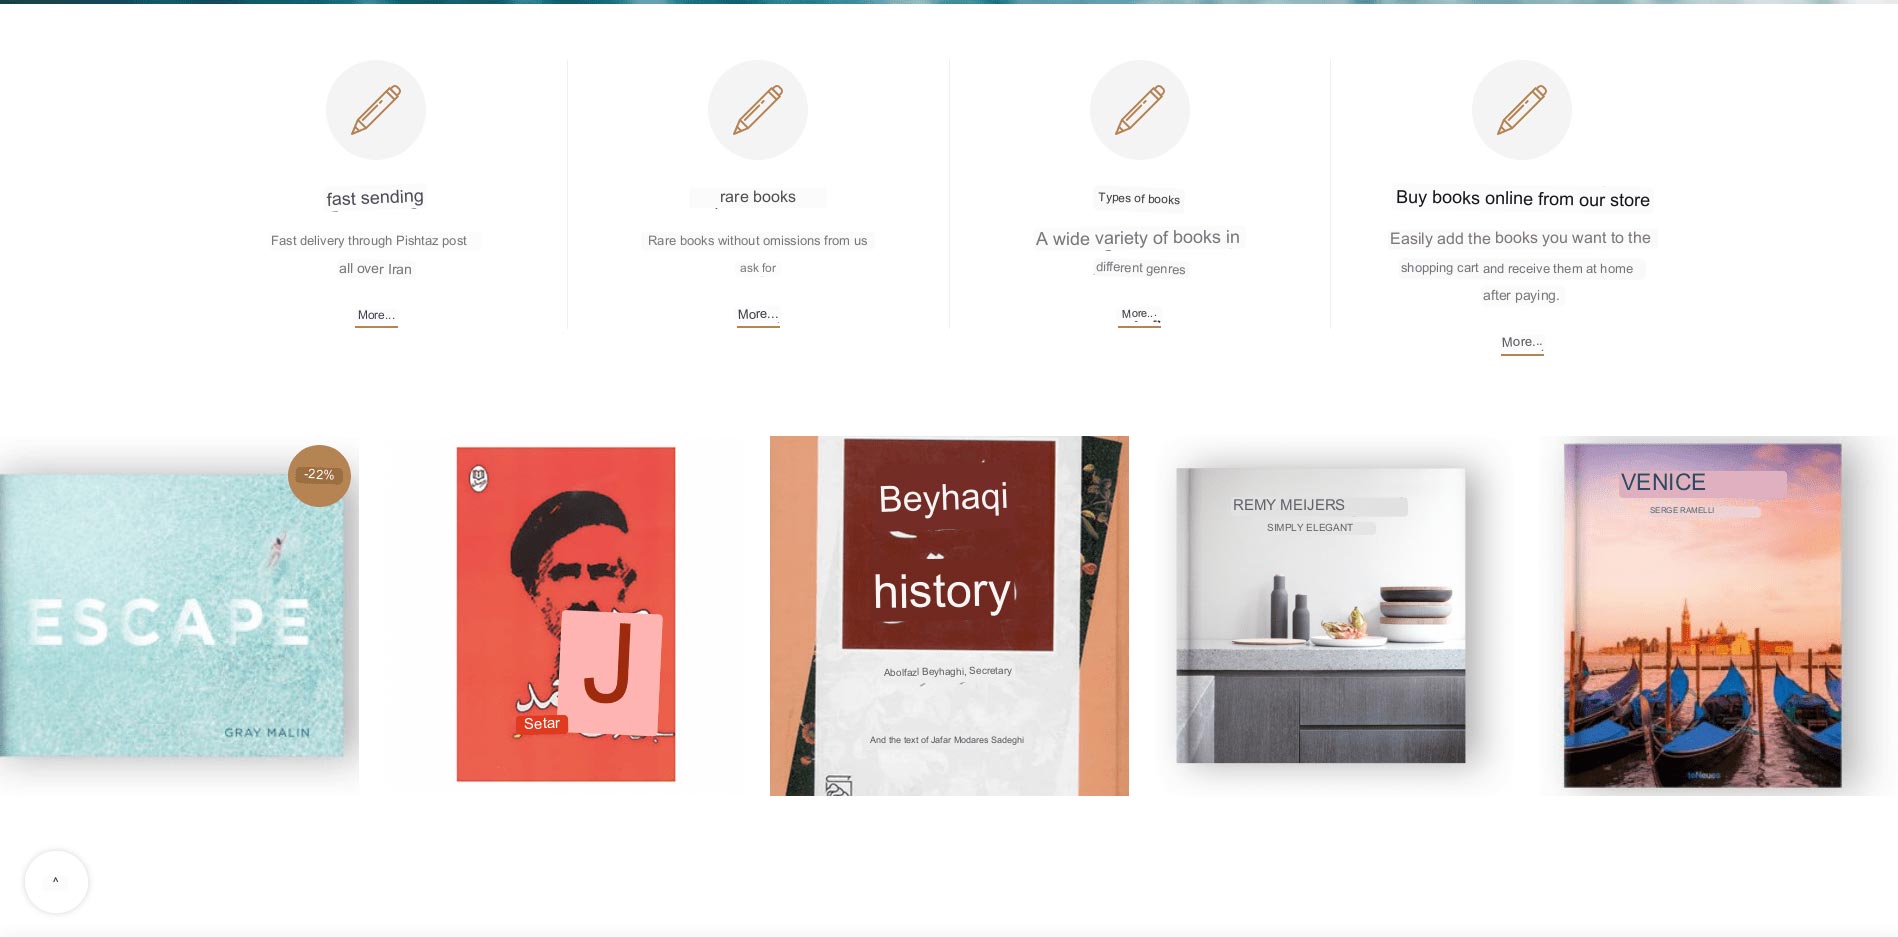 fast sending
Fast delivery through Pishtaz post
all over Iran
More...
rare books
Rare books without omissions from us
ask for
More...
Types of books
A wide variety of books in
different genres
More...
Buy books online from our store
Easily add the books you want to the
shopping cart and receive them at home
after paying.
More...
-22%
ESCAPE
GRAY MALIN
J
Setar
Beyhaqi
history
Abolfazl Beyhaghi, Secretary
And the text of Jafar Modares Sadeghi
REMY MEIJERS
SIMPLY ELEGANT
VENICE
SERGE RAMELLI
teNeues
^